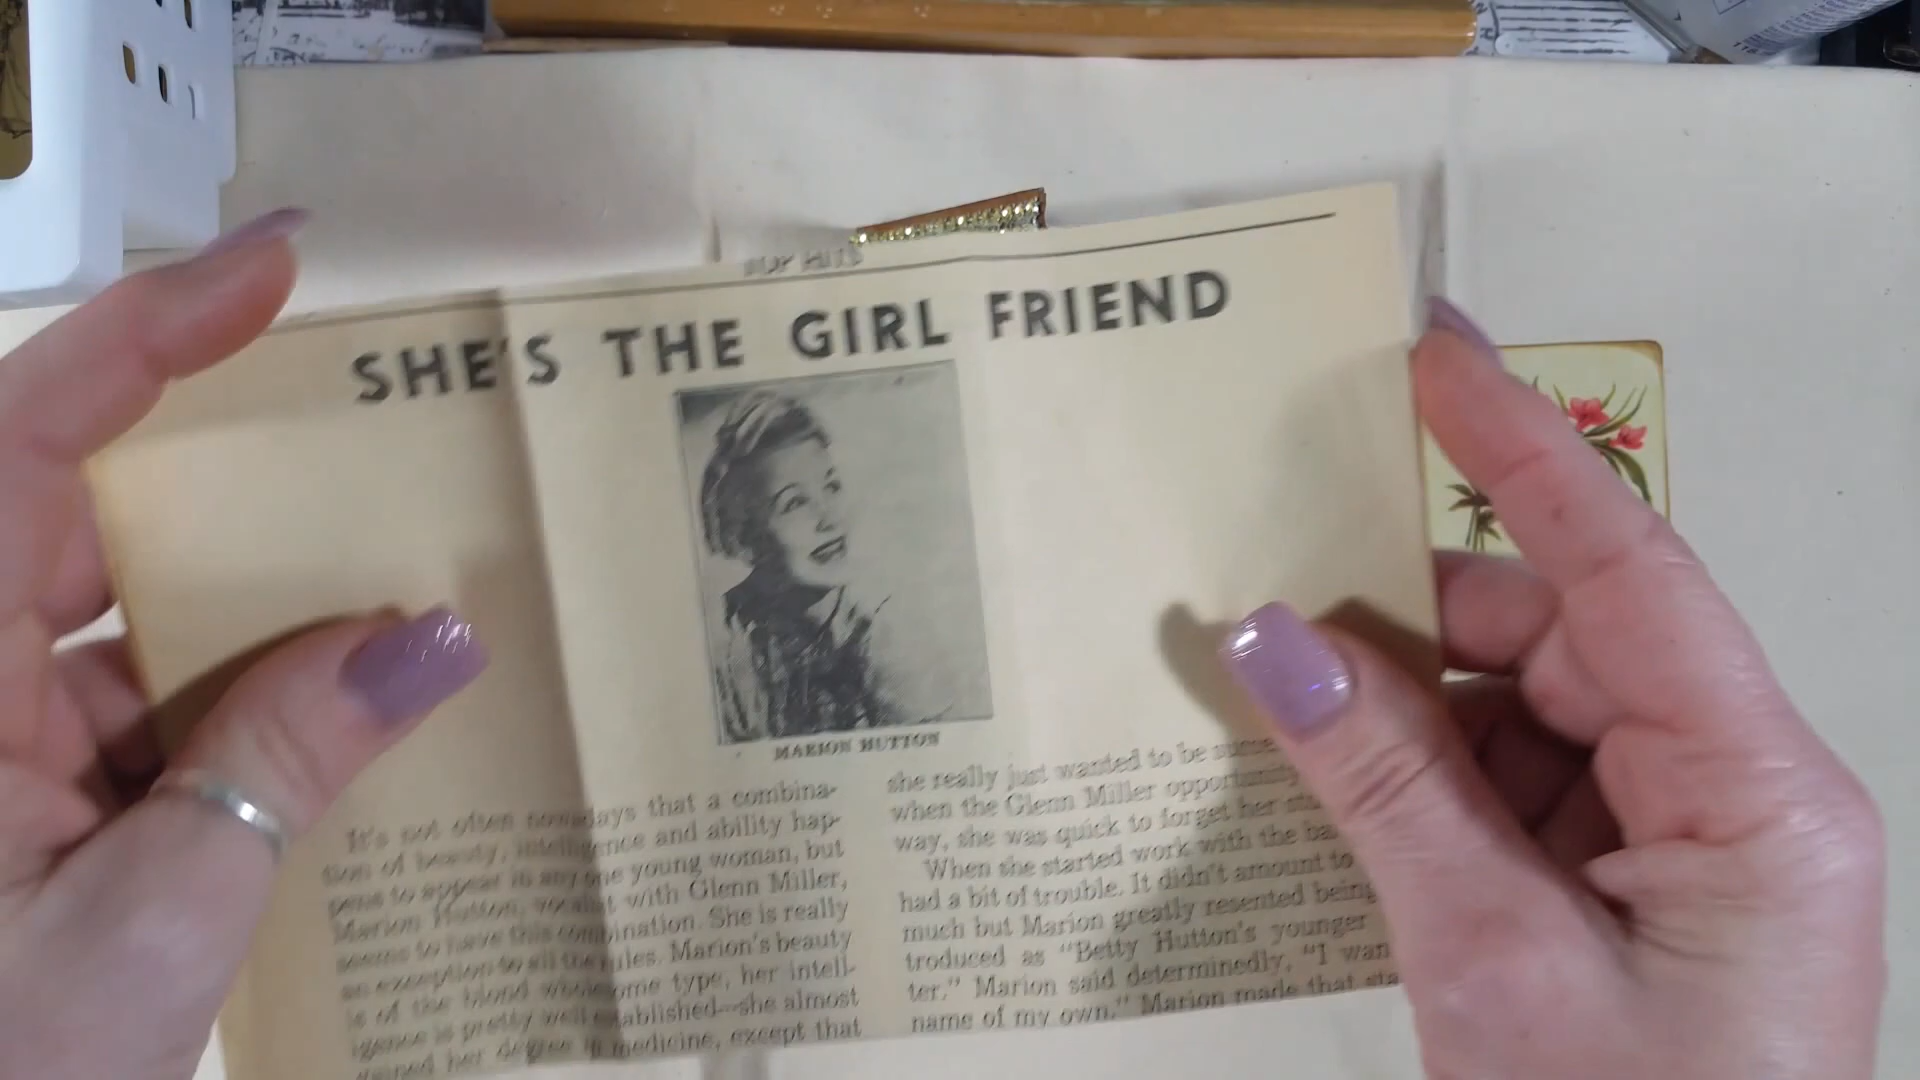 TOP HITS
SHE'S THE GIRL FRIEND
MARION HUTTON
It's not often nowadays that a combina-
tion of beauty, intelligence and ability hap-
pens to appear in any one young woman, but
Marion Hutton, vocalist with Glenn Miller,
seems to have this combination. She is really
an exception to all the rules. Marion's beauty
is of the blond wholesome type, her intell-
igence is pretty well established—she almost
gained her degree in medicine, except that
she really just wanted to be
when the Glenn Miller opportunity
way, she was quick to forget her
When she started work with the
had a bit of trouble. It didn't amount to
much but Marion greatly resented being
troduced as "Betty Hutton's younger
ter." Marion said determinedly, "I wan
name of my own." Marion made that sta